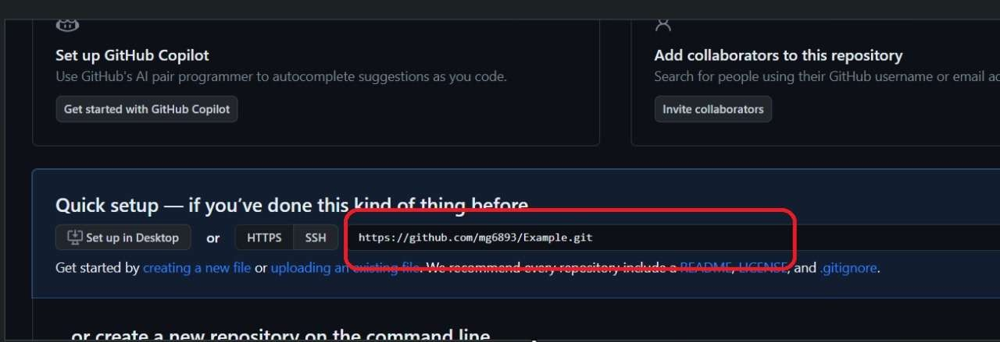 Set up GitHub Copilot
Use GitHub's AI pair programmer to autocomplete suggestions as you code.
Get started with GitHub Copilot
Add collaborators to this repository
Search for people using their GitHub username or email
Invite collaborators
Quick setup — if you've done this kind of thing before
Set up in Desktop or HTTPS SSH https://github.com/mg6893/Example.git
Get started by creating a new file or uploading an existing file. We recommend every repository include a README, LICENSE, and .gitignore.
or create a new repository on the command line